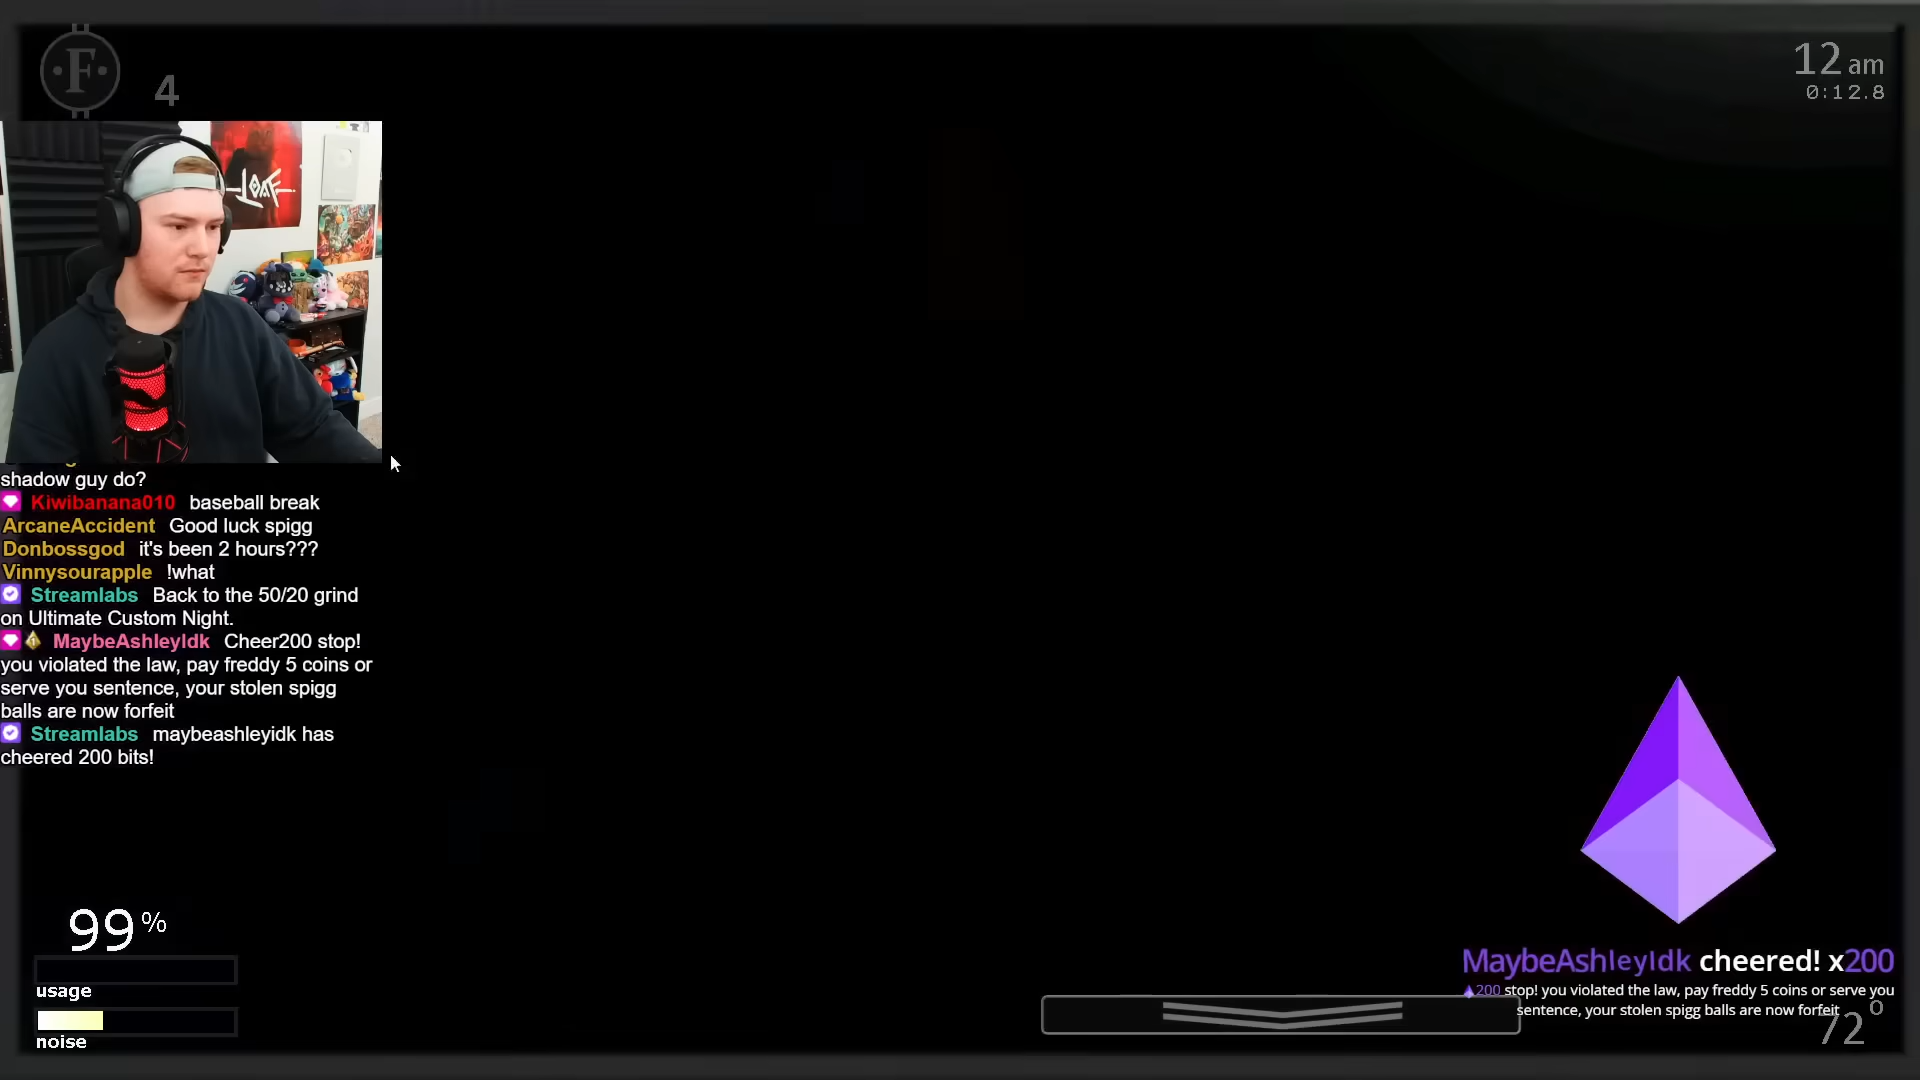 F
4
12 am
0:12.8
LOAF
shadow guy do?
Kiwibanana010 baseball break
ArcaneAccident Good luck spigg
Donbossgod it's been 2 hours???
Vinnysourapple !what
Streamlabs Back to the 50/20 grind
on Ultimate Custom Night.
MaybeAshleyIdk Cheer200 stop!
you violated the law, pay freddy 5 coins or
serve you sentence, your stolen spigg
balls are now forfeit
Streamlabs maybeashleyidk has
cheered 200 bits!
99%
usage
noise
MaybeAshleyIdk cheered! x200
200 stop! you violated the law, pay freddy 5 coins or serve you
sentence, your stolen spigg balls are now forfeit
72°